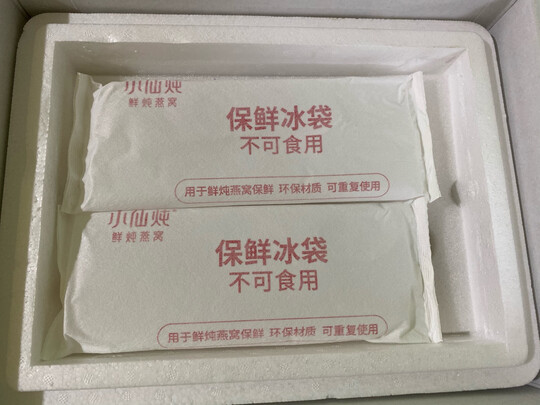 小仙炖
鲜炖燕窝
保鲜冰袋
不可食用
用于鲜炖燕窝保鲜 环保材质 可重复使用
小仙炖
鲜炖燕窝
保鲜冰袋
不可食用
用于鲜炖燕窝保鲜 环保材质 可重复使用